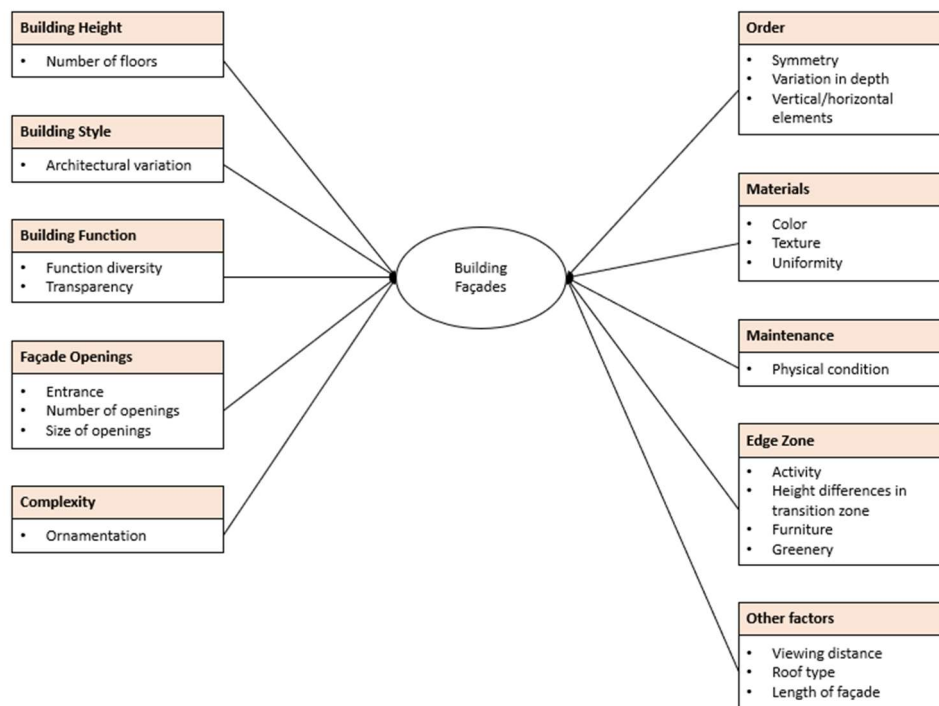 Building Height
• Number of floors
Building Style
• Architectural variation
Building Function
• Function diversity
• Transparency
Façade Openings
• Entrance
• Number of openings
• Size of openings
Complexity
• Ornamentation
Building
Façades
Order
• Symmetry
• Variation in depth
• Vertical/horizontal
elements
Materials
• Color
• Texture
• Uniformity
Maintenance
• Physical condition
Edge Zone
• Activity
• Height differences in
transition zone
• Furniture
• Greenery
Other factors
• Viewing distance
• Roof type
• Length of façade